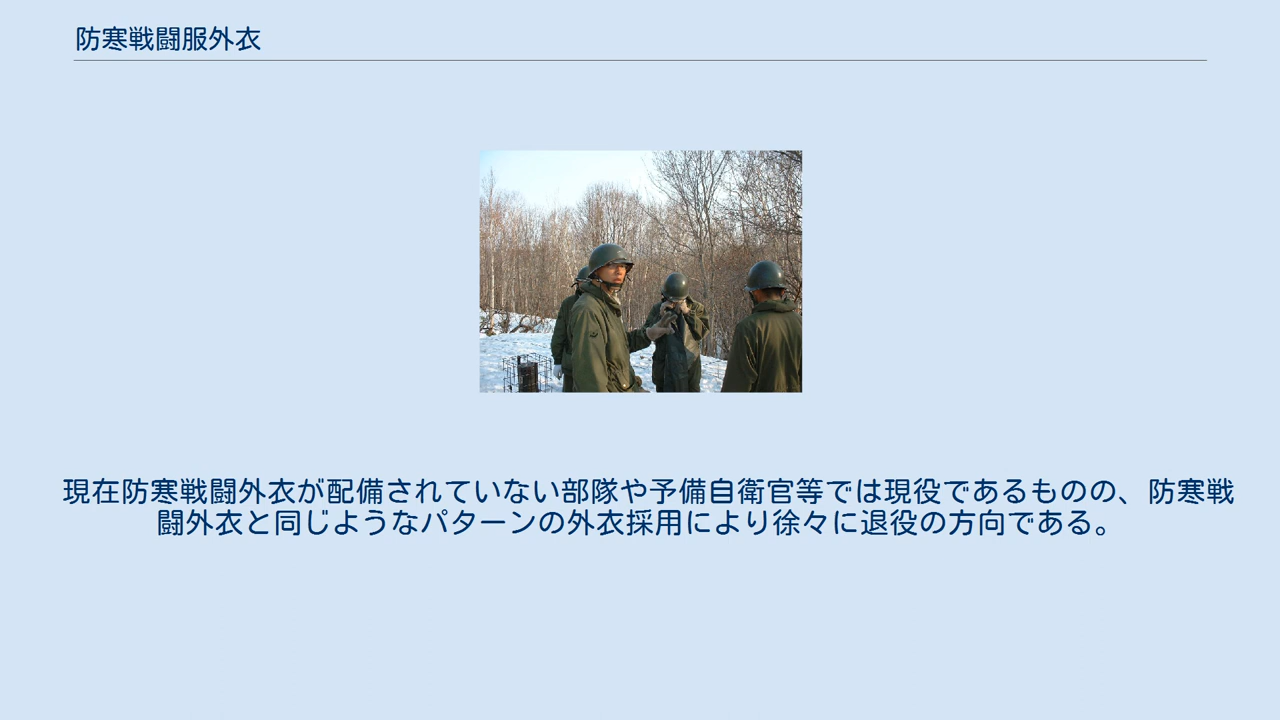 防寒戦闘服外衣
現在防寒戦闘外衣が配備されていない部隊や予備自衛官等では現役であるものの、防寒戦
闘外衣と同じようなパターンの外衣採用により徐々に退役の方向である。